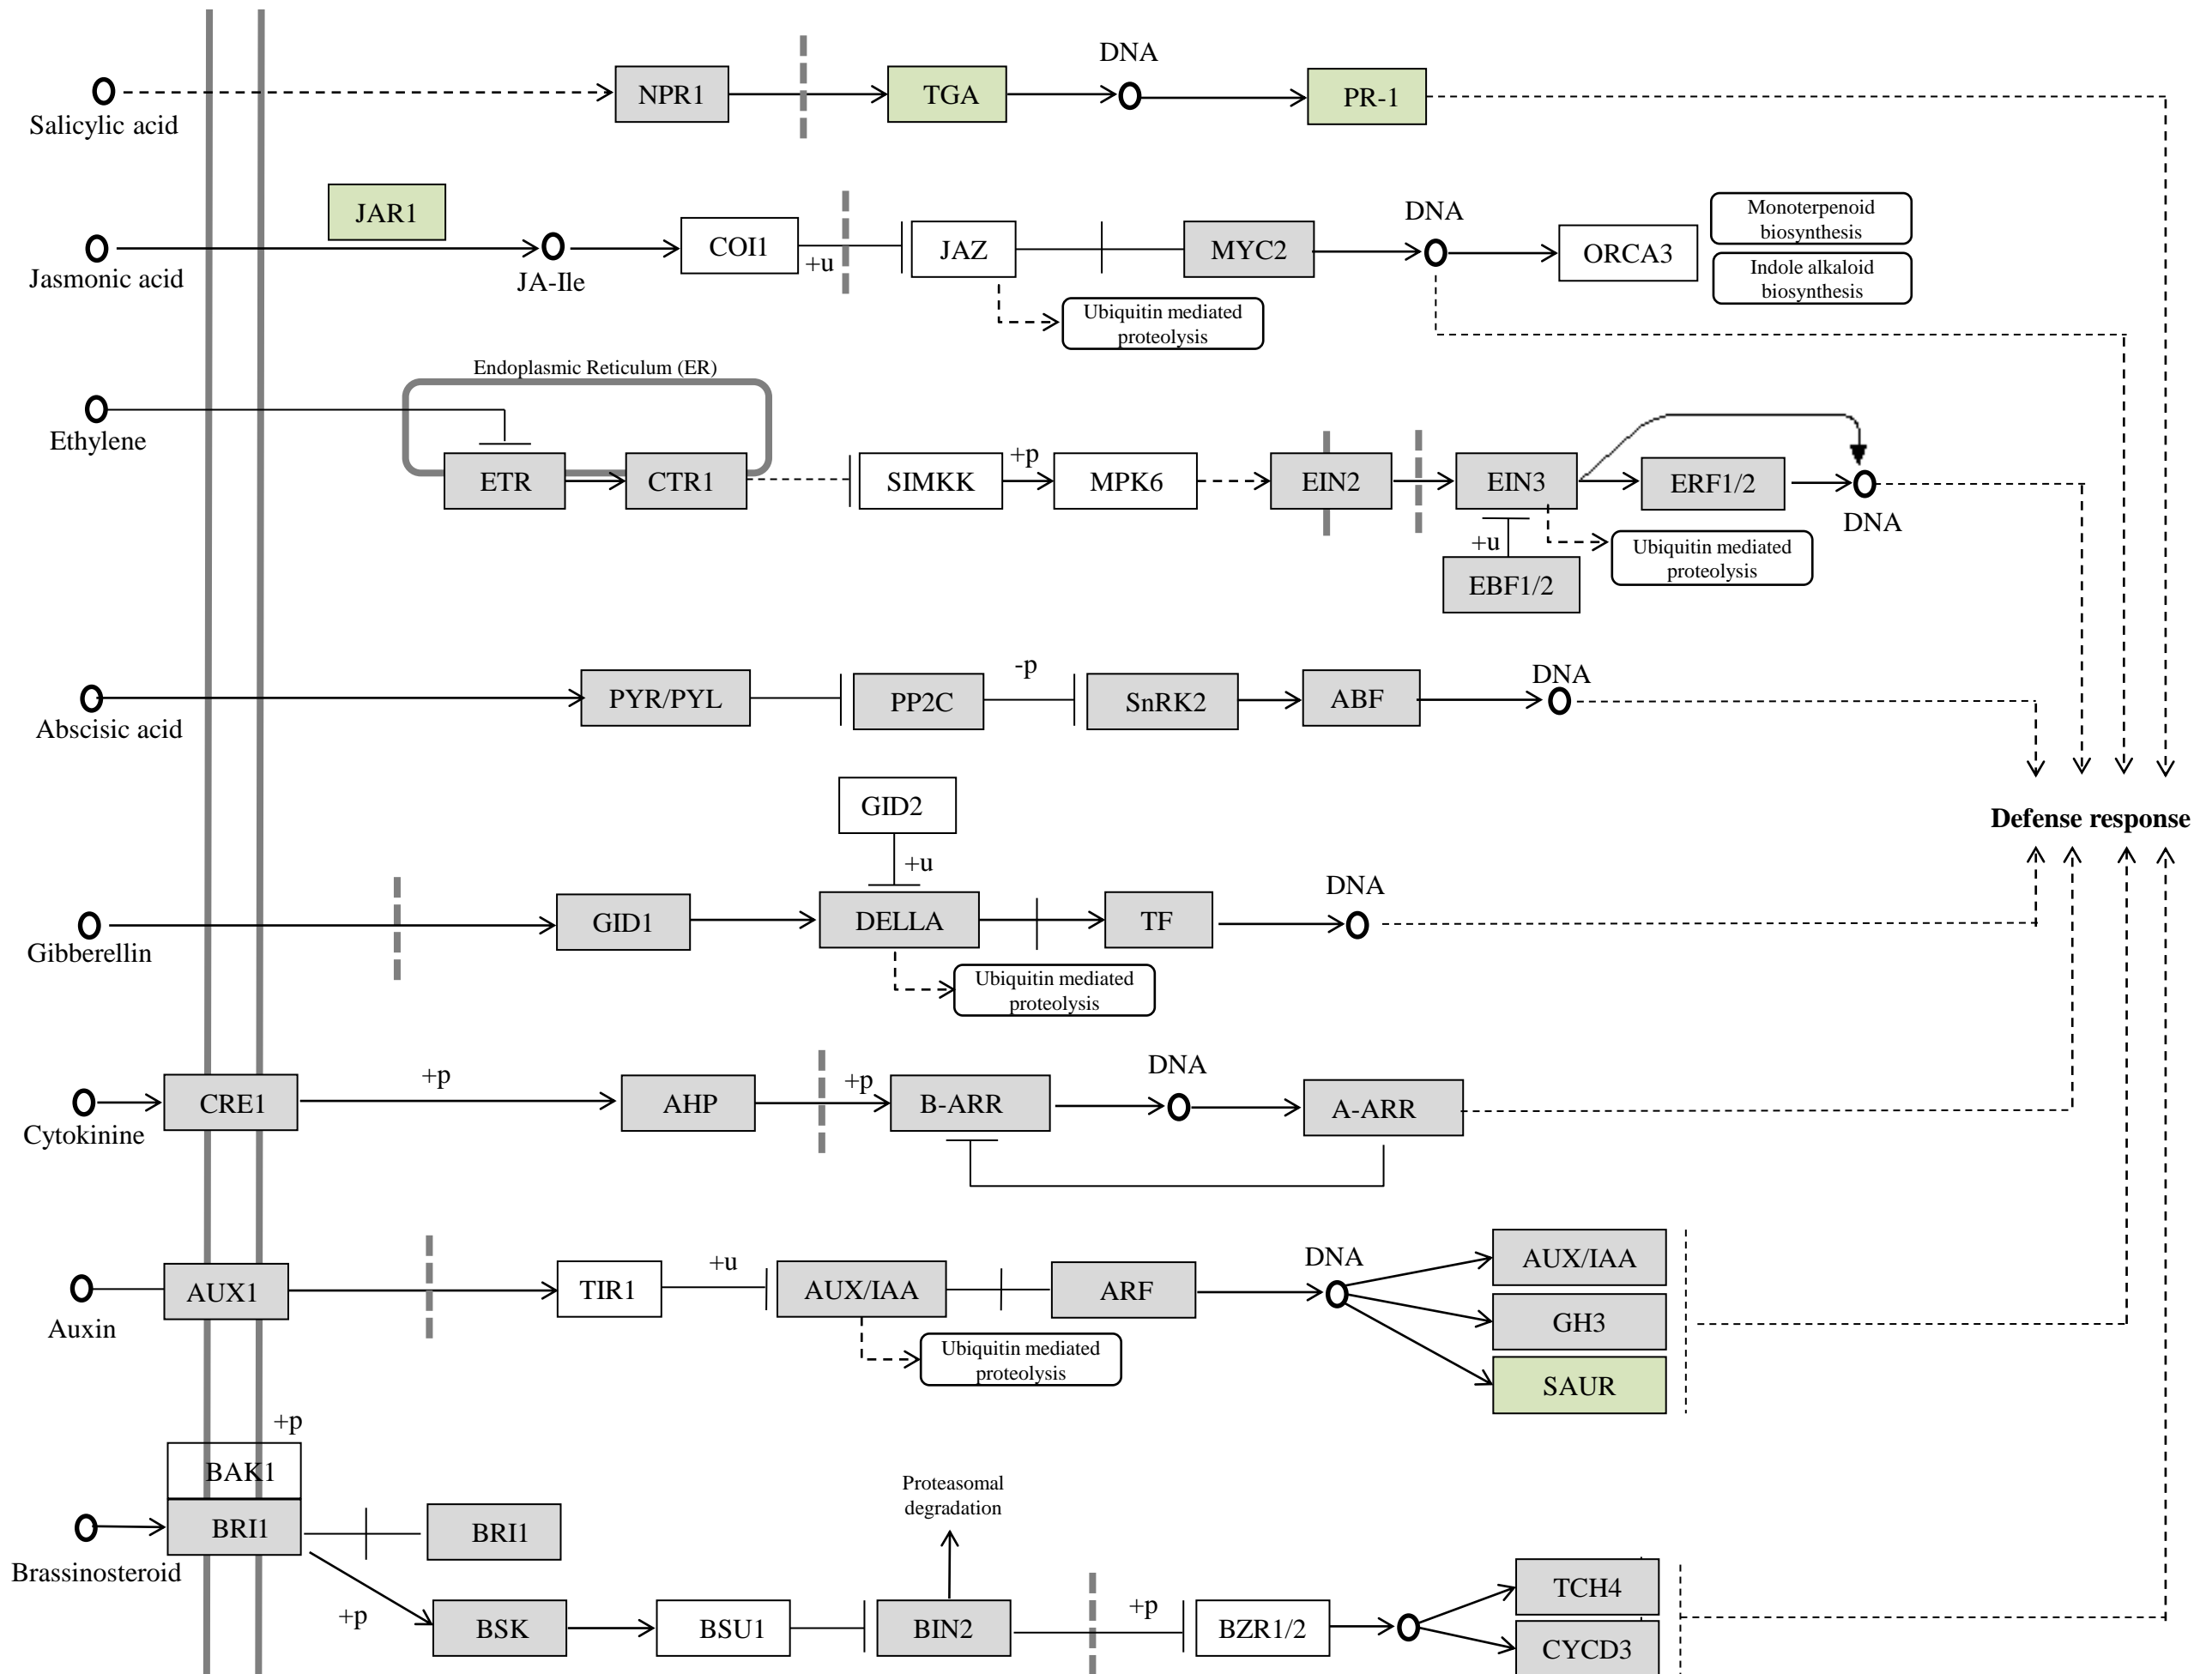 DNA
NPR1
TGA
PR-1
Salicylic acid
JAR1
DNA
Monoterpenoid
biosynthesis
COI1
JAZ
MYC2
ORCA3
+u
Indole alkaloid
biosynthesis
Jasmonic acid
JA-Ile
Ubiquitin mediated
proteolysis
Endoplasmic Reticulum (ER)
Ethylene
ETR
CTR1
SIMKK
+p
MPK6
EIN2
EIN3
ERF1/2
DNA
+u
Ubiquitin mediated
proteolysis
EBF1/2
Abscisic acid
PYR/PYL
PP2C
-p
SnRK2
ABF
DNA
GID2
+u
Defense response
Gibberellin
GID1
DELLA
TF
DNA
Ubiquitin mediated
proteolysis
Cytokinine
CRE1
+p
AHP
+p
B-ARR
DNA
A-ARR
Auxin
AUX1
TIR1
+u
AUX/IAA
ARF
DNA
AUX/IAA
GH3
SAUR
Ubiquitin mediated
proteolysis
+p
BAK1
BRI1
BRI1
Brassinosteroid
Proteasomal
degradation
+p
BSK
BSU1
BIN2
+p
BZR1/2
TCH4
CYCD3